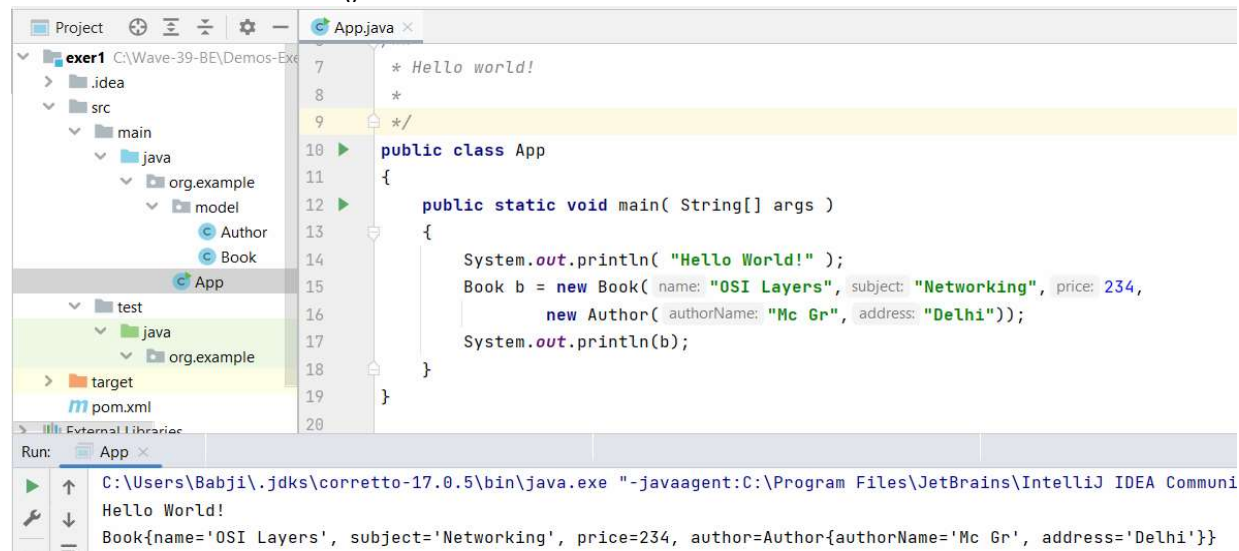 Project
App.java
exer1 C:\Wave-39-BE\Demos-Exe
.idea
src
main
java
org.example
model
Author
Book
App
test
java
org.example
target
pom.xml
External Libraries
7 * Hello world!
8 *
9 */
10 public class App
11 {
12 public static void main( String[] args )
13 {
14 System.out.println( "Hello World!" );
15 Book b = new Book( name: "OSI Layers", subject: "Networking", price: 234,
16 new Author( authorName: "Mc Gr", address: "Delhi"));
17 System.out.println(b);
18 }
19 }
20
Run: App
C:\Users\Babji\.jdks\corretto-17.0.5\bin\java.exe "-javaagent:C:\Program Files\JetBrains\IntelliJ IDEA Communi
Hello World!
Book{name='OSI Layers', subject='Networking', price=234, author=Author{authorName='Mc Gr', address='Delhi'}}